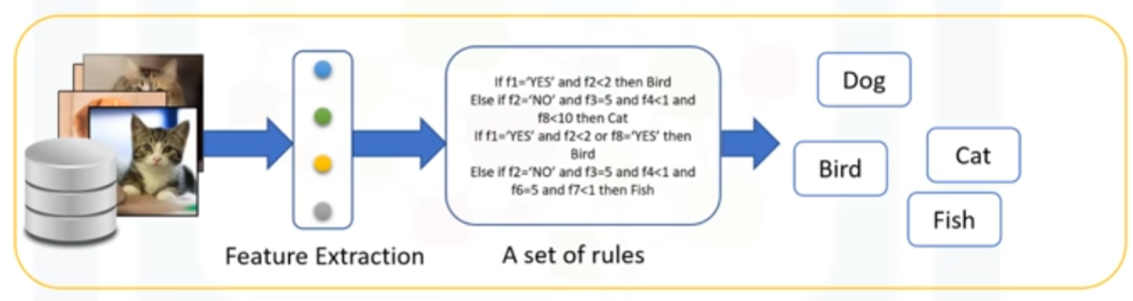 If f1='YES' and f2<2 then Bird
Else if f2='NO' and f3=5 and f4<1 and
f8<10 then Cat
If f1='YES' and f2<2 or f8='YES' then
Bird
Else if f2='NO' and f3=5 and f4<1 and
f6=5 and f7<1 then Fish
Dog
Bird
Cat
Fish
Feature Extraction
A set of rules